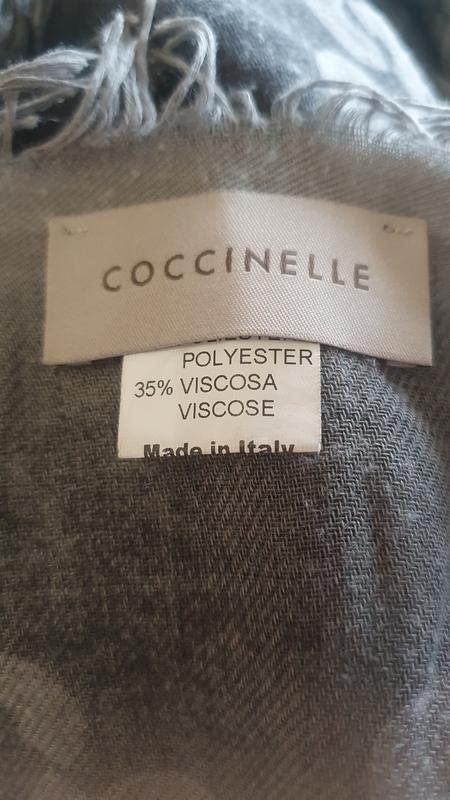 COCCINELLE
POLYESTER
35% VISCOSA
VISCOSE
Made in Italy